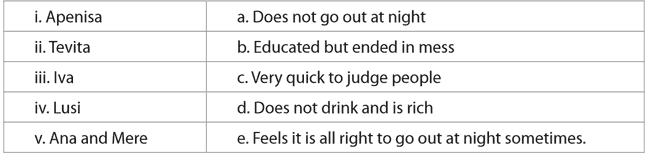 i. Apenisa a. Does not go out at night
ii. Tevita b. Educated but ended in mess
iii. Iva c. Very quick to judge people
iv. Lusi d. Does not drink and is rich
v. Ana and Mere e. Feels it is all right to go out at night sometimes.